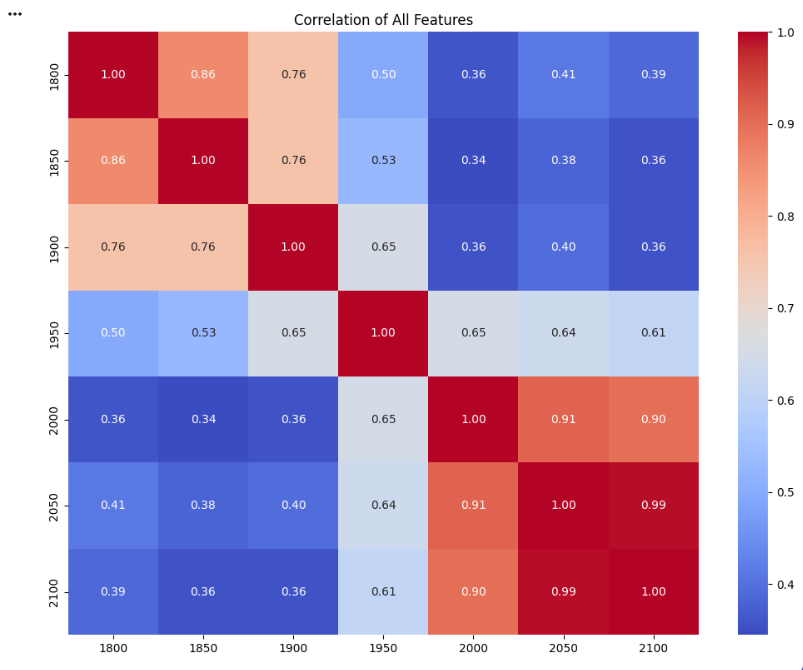 •••
Correlation of All Features
1800 1.00 0.86 0.76 0.50 0.36 0.41 0.39
1850 0.86 1.00 0.76 0.53 0.34 0.38 0.36
1900 0.76 0.76 1.00 0.65 0.36 0.40 0.36
1950 0.50 0.53 0.65 1.00 0.65 0.64 0.61
2000 0.36 0.34 0.36 0.65 1.00 0.91 0.90
2050 0.41 0.38 0.40 0.64 0.91 1.00 0.99
2100 0.39 0.36 0.36 0.61 0.90 0.99 1.00
1800 1850 1900 1950 2000 2050 2100
1.0
0.9
0.8
0.7
0.6
0.5
0.4